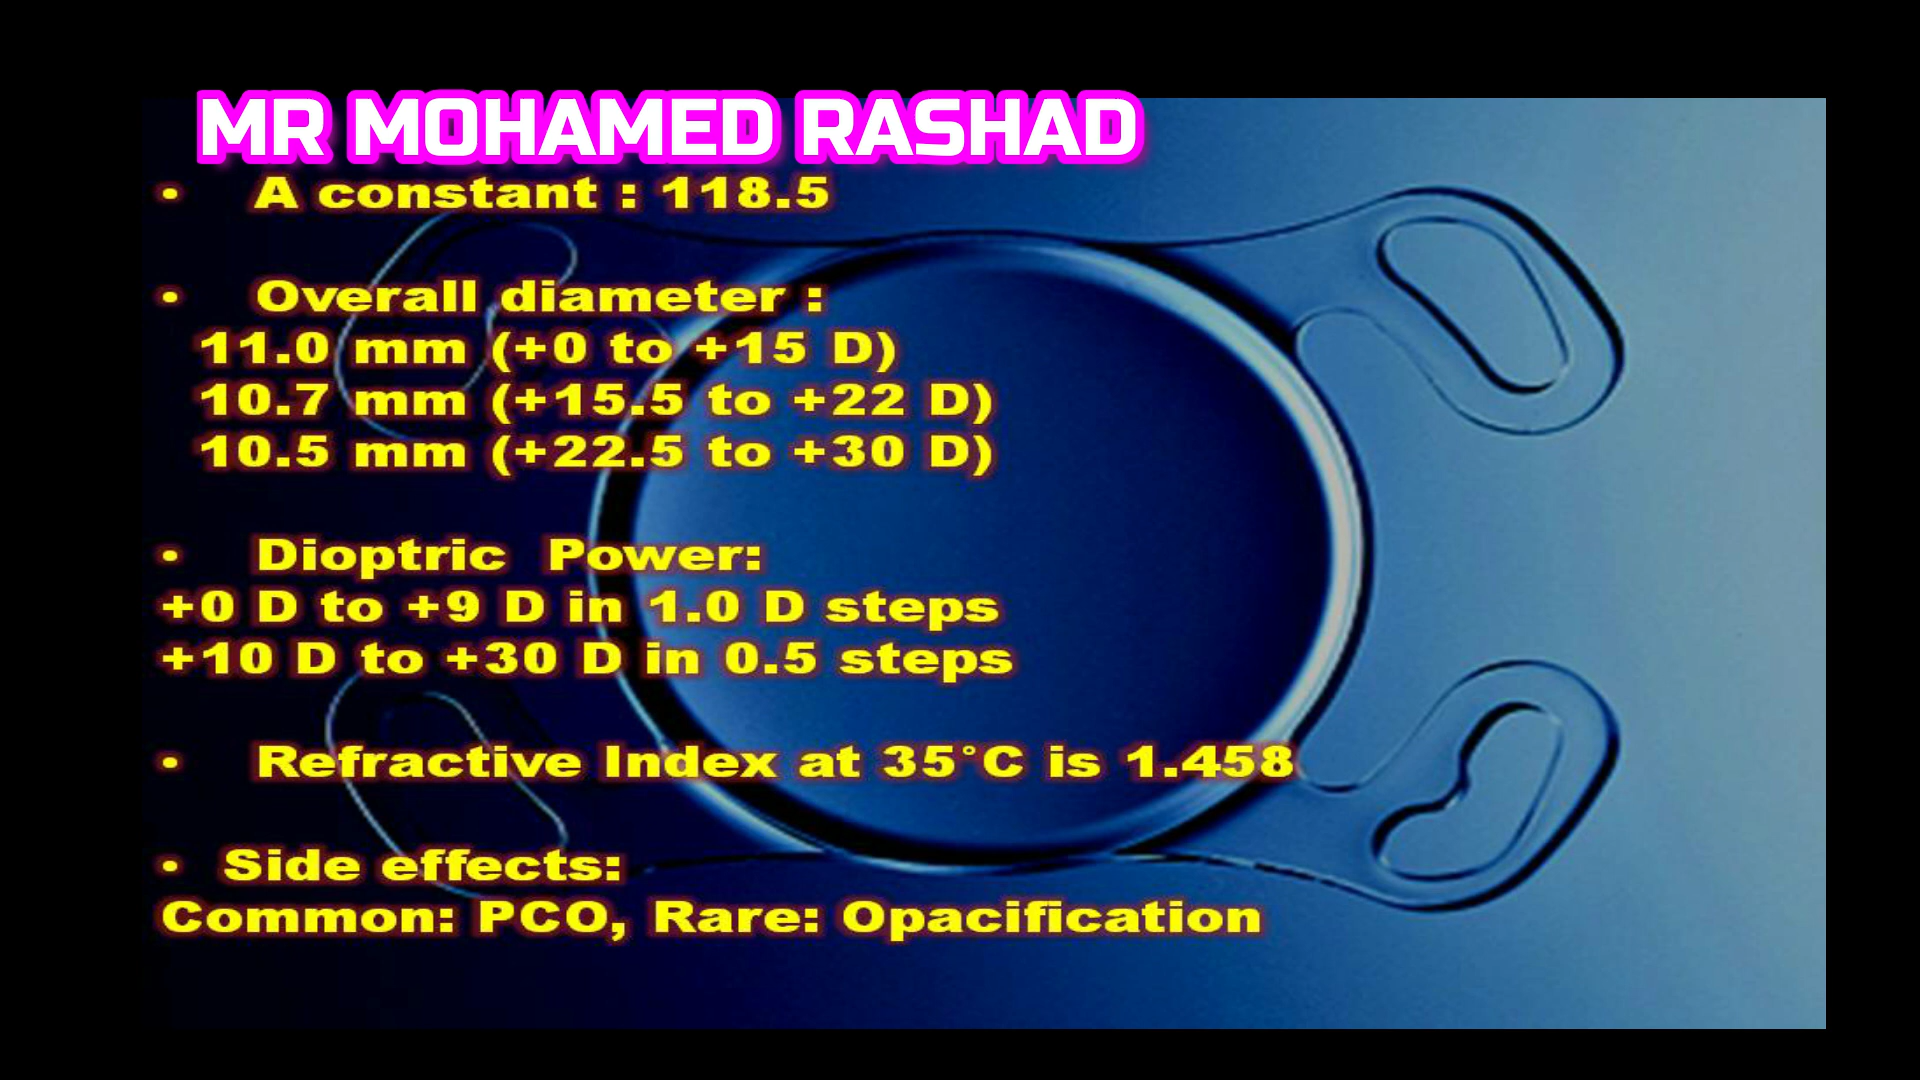 MR MOHAMED RASHAD
• A constant : 118.5
• Overall diameter :
11.0 mm (+0 to +15 D)
10.7 mm (+15.5 to +22 D)
10.5 mm (+22.5 to +30 D)
• Dioptric Power:
+0 D to +9 D in 1.0 D steps
+10 D to +30 D in 0.5 steps
• Refractive Index at 35°C is 1.458
• Side effects:
Common: PCO, Rare: Opacification